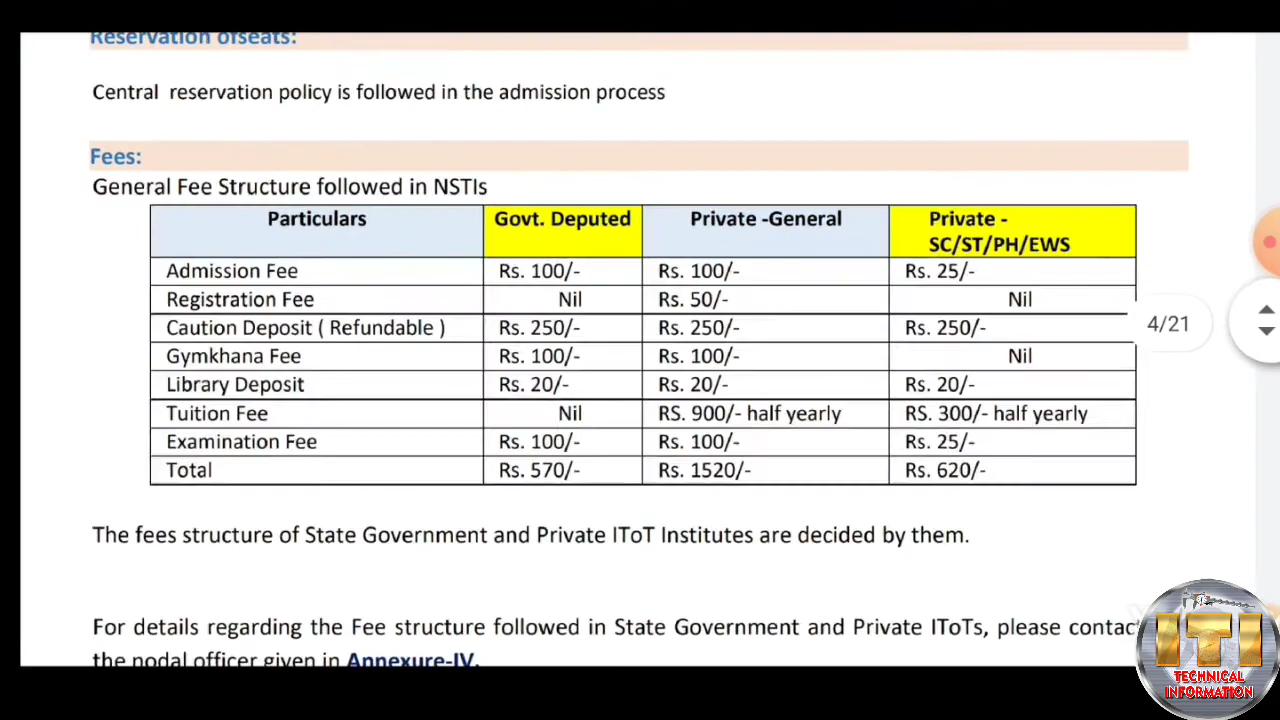 Reservation ofseats:
Central reservation policy is followed in the admission process
Fees:
General Fee Structure followed in NSTIs
Particulars Govt. Deputed Private -General Private - SC/ST/PH/EWS
Admission Fee Rs. 100/- Rs. 100/- Rs. 25/-
Registration Fee Nil Rs. 50/- Nil
Caution Deposit ( Refundable ) Rs. 250/- Rs. 250/- Rs. 250/-
Gymkhana Fee Rs. 100/- Rs. 100/- Nil
Library Deposit Rs. 20/- Rs. 20/- Rs. 20/-
Tuition Fee Nil RS. 900/- half yearly RS. 300/- half yearly
Examination Fee Rs. 100/- Rs. 100/- Rs. 25/-
Total Rs. 570/- Rs. 1520/- Rs. 620/-
4/21
The fees structure of State Government and Private IToT Institutes are decided by them.
For details regarding the Fee structure followed in State Government and Private IToTs, please contac
the nodal officer given in Annexure-IV.
ITI
TECHNICAL
INFORMATION